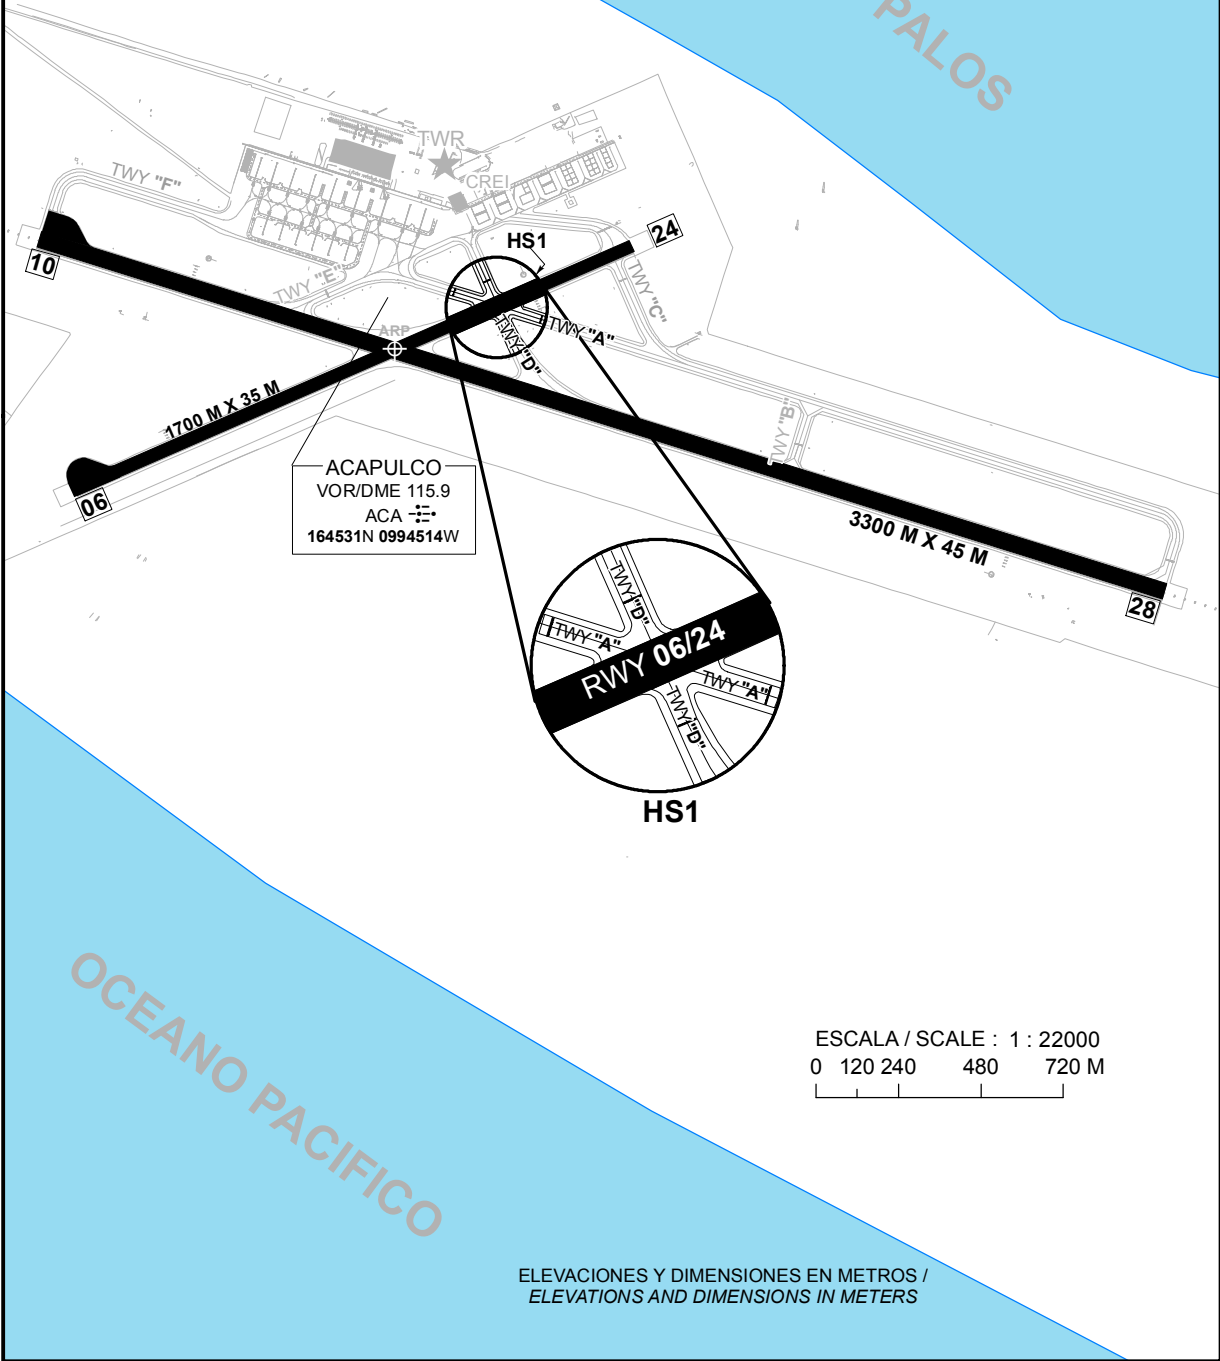 PALOS
TWR
CREI
TWY "F"
HS1
24
10
TWY "E"
TWY "C"
ARP
TWY "A"
TWY "D"
1700 M X 35 M
TWY "B"
ACAPULCO
VOR/DME 115.9
ACA
164531N 0994514W
06
3300 M X 45 M
28
TWY "D"
TWY "A"
RWY 06/24
TWY "A"
TWY "D"
HS1
OCEANO PACIFICO
ESCALA / SCALE : 1 : 22000
0 120 240 480 720 M
ELEVACIONES Y DIMENSIONES EN METROS /
ELEVATIONS AND DIMENSIONS IN METERS